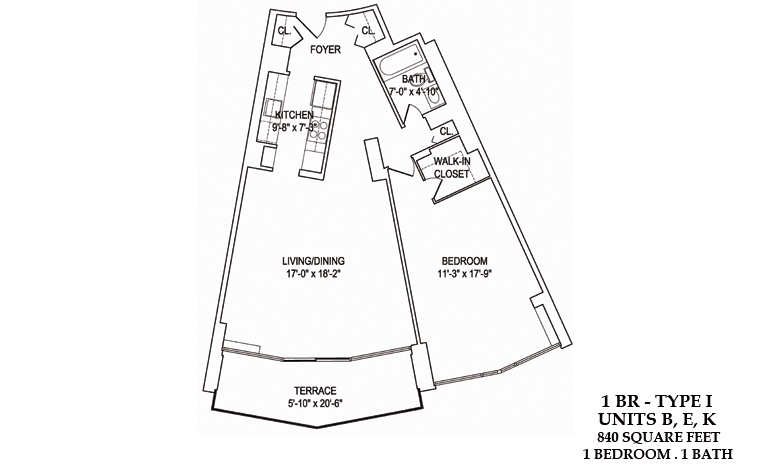 CL.
FOYER
BATH
7'-0" x 4'-10"
KITCHEN
9'-8" x 7'-3"
CL.
WALK-IN
CLOSET
LIVING/DINING
17'-0" x 18'-2"
BEDROOM
11'-3" x 17'-9"
TERRACE
5'-10" x 20'-6"
CL.
1 BR - TYPE I
UNITS B, E, K
840 SQUARE FEET
1 BEDROOM . 1 BATH